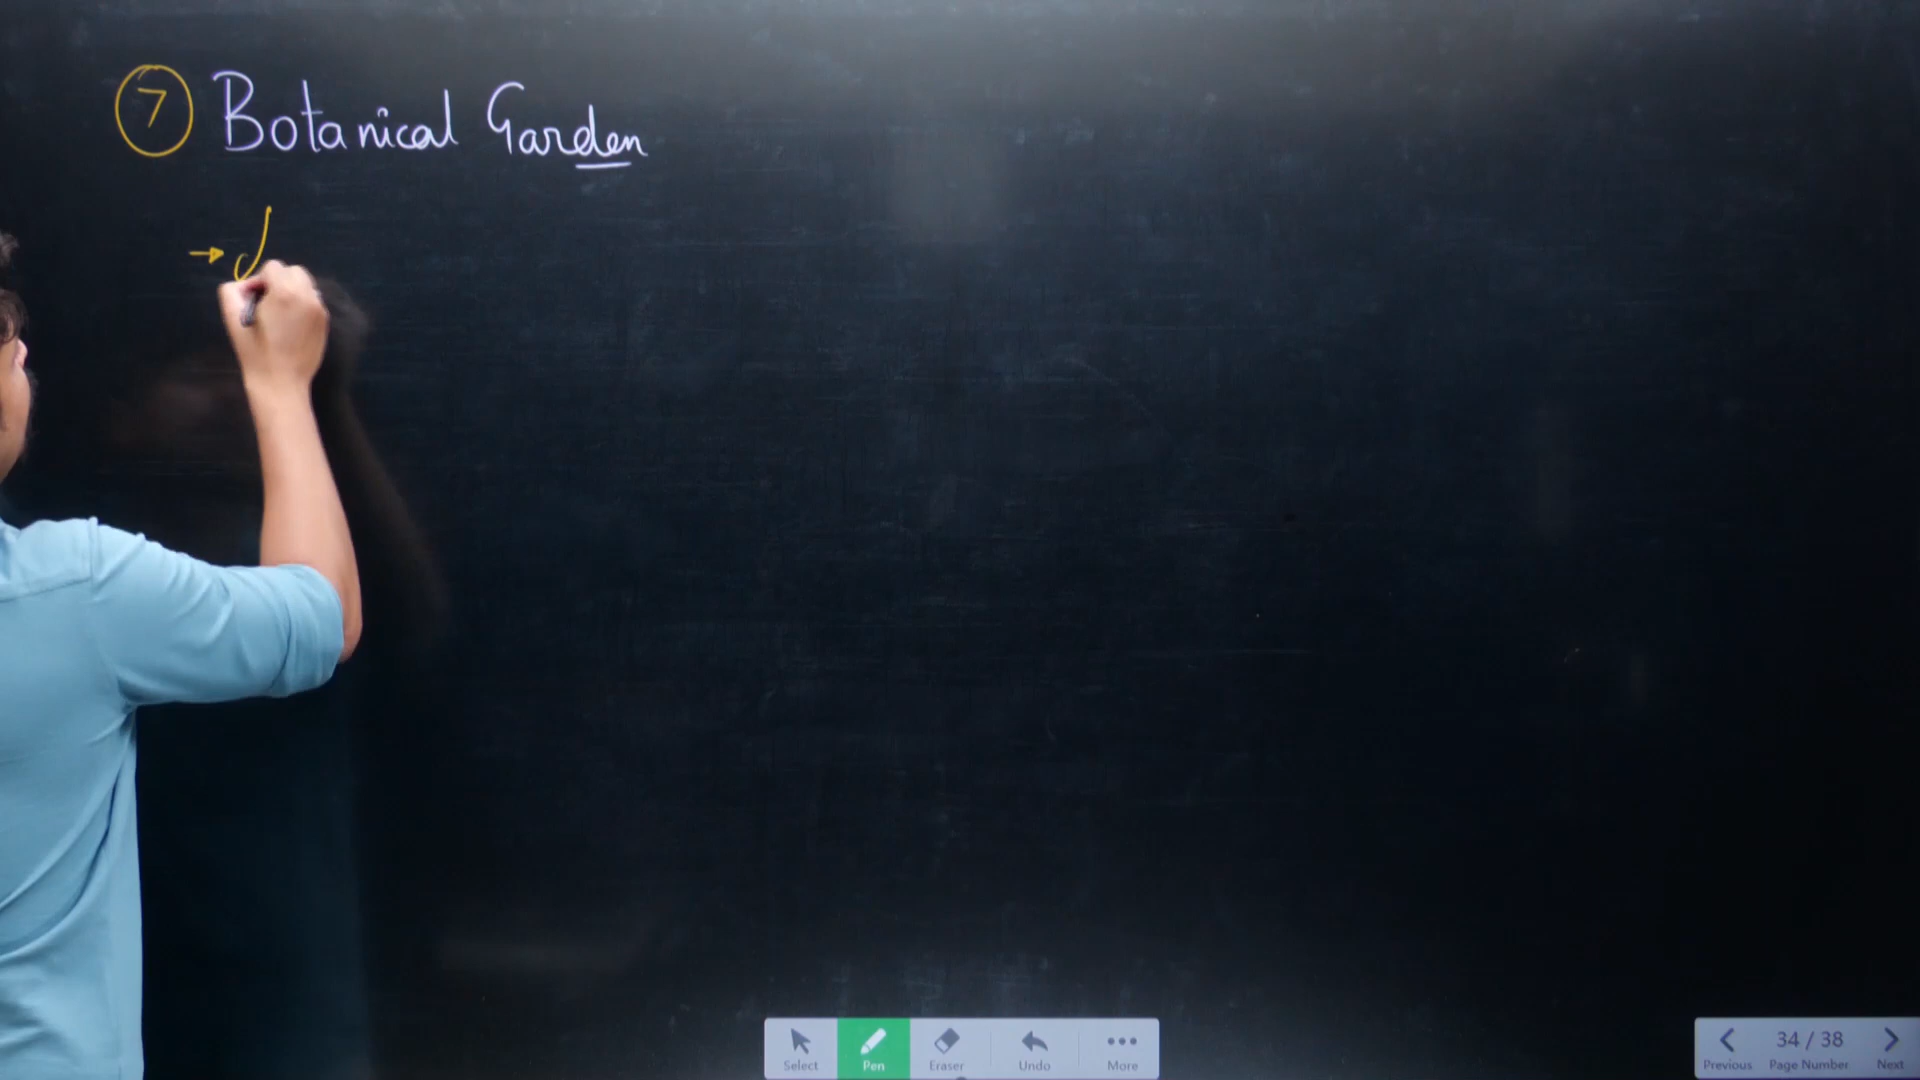 7 Botanical Garden
→
Select Pen Eraser Undo More
34 / 38
Previous Page Number Next